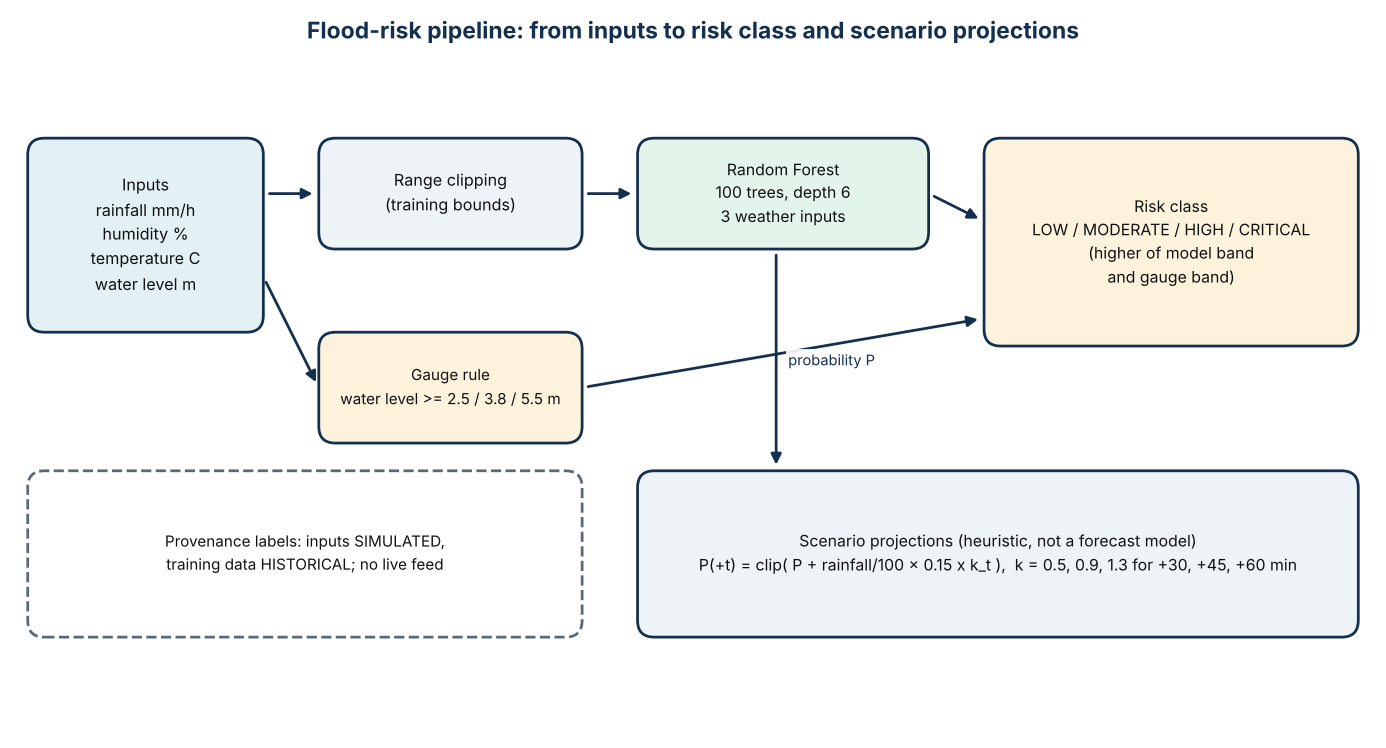 Flood-risk pipeline: from inputs to risk class and scenario projections
Inputs
rainfall mm/h
humidity %
temperature C
water level m
Range clipping
(training bounds)
Random Forest
100 trees, depth 6
3 weather inputs
Risk class
LOW / MODERATE / HIGH / CRITICAL
(higher of model band
and gauge band)
Gauge rule
water level >= 2.5 / 3.8 / 5.5 m
probability P
Provenance labels: inputs SIMULATED,
training data HISTORICAL; no live feed
Scenario projections (heuristic, not a forecast model)
P(+t) = clip( P + rainfall/100 × 0.15 x k_t ),  k = 0.5, 0.9, 1.3 for +30, +45, +60 min